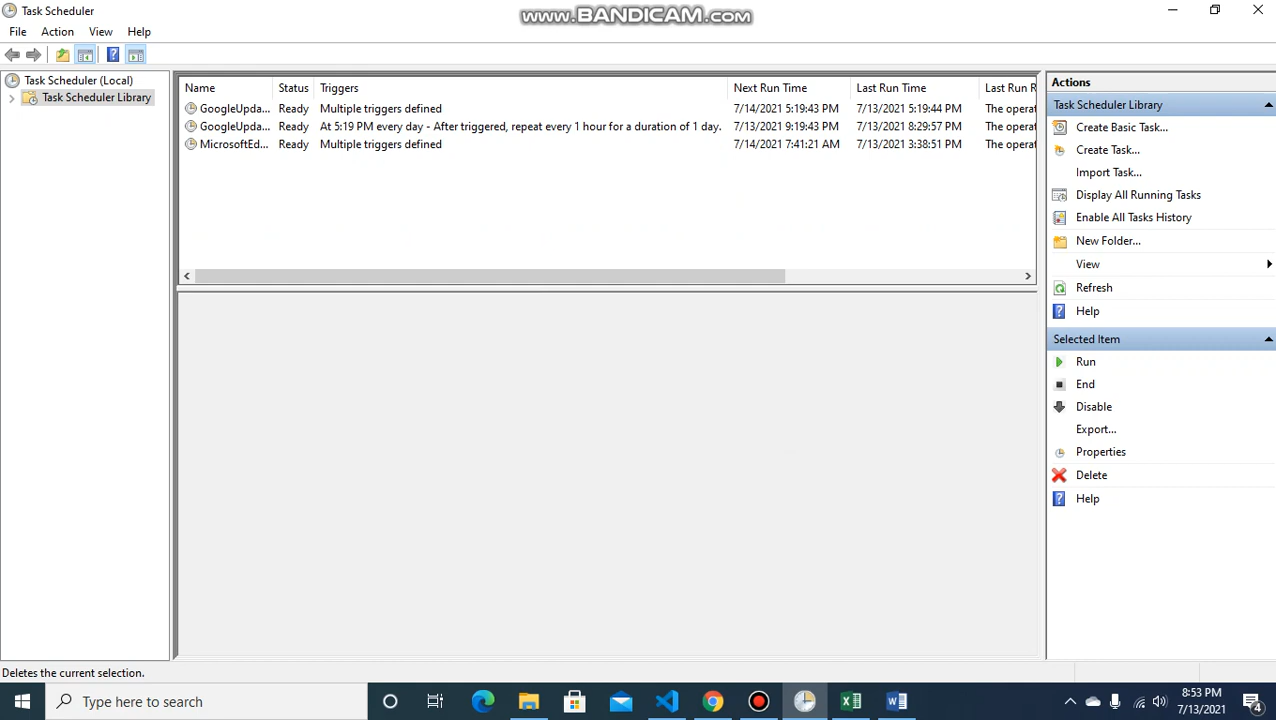 Task Scheduler
www.BANDICAM.com
File Action View Help
Task Scheduler (Local)
Task Scheduler Library
Name Status Triggers Next Run Time Last Run Time Last Run R
GoogleUpda... Ready Multiple triggers defined 7/14/2021 5:19:43 PM 7/13/2021 5:19:44 PM The operat
GoogleUpda... Ready At 5:19 PM every day - After triggered, repeat every 1 hour for a duration of 1 day. 7/13/2021 9:19:43 PM 7/13/2021 8:29:57 PM The operat
MicrosoftEd... Ready Multiple triggers defined 7/14/2021 7:41:21 AM 7/13/2021 3:38:51 PM The operat
Actions
Task Scheduler Library
Create Basic Task...
Create Task...
Import Task...
Display All Running Tasks
Enable All Tasks History
New Folder...
View
Refresh
Help
Selected Item
Run
End
Disable
Export...
Properties
Delete
Help
Deletes the current selection.
Type here to search
8:53 PM
7/13/2021
4